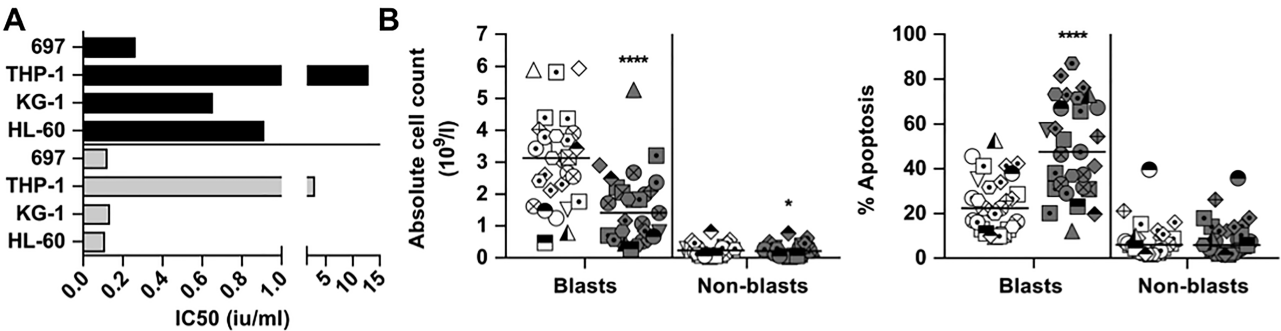 A
697
THP-1
KG-1
HL-60
697
THP-1
KG-1
HL-60
0.0 0.2 0.4 0.6 0.8 1.0 5 10 15
IC50 (iu/ml)
B
Absolute cell count
(10⁹/l)
7
6
5
4
3
2
1
0
****
*
Blasts Non-blasts
% Apoptosis
100
80
60
40
20
0
****
Blasts Non-blasts